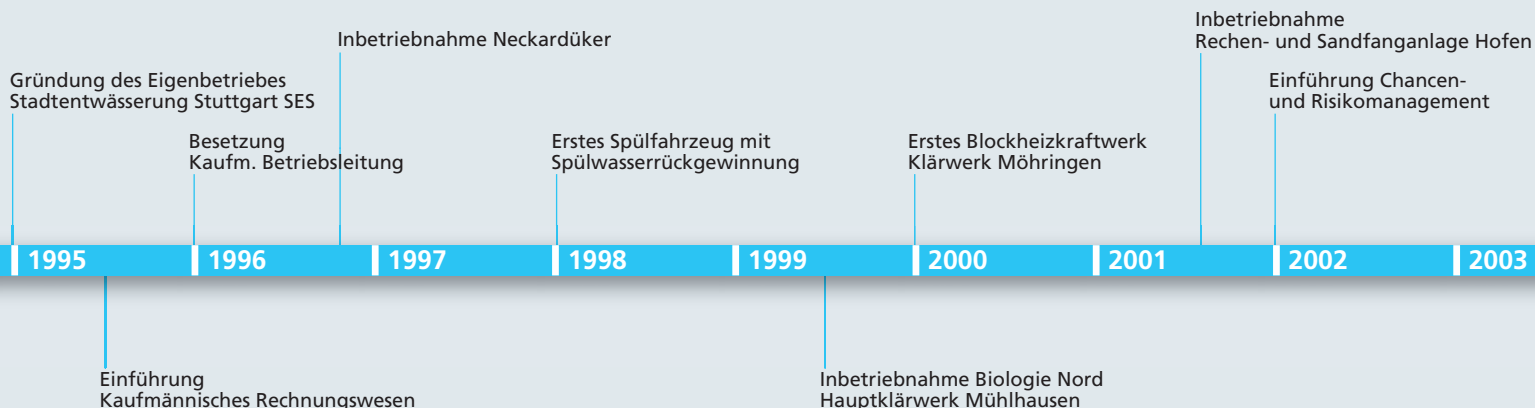 Inbetriebnahme
Rechen- und Sandfanganlage Hofen
Inbetriebnahme Neckardüker
Gründung des Eigenbetriebes
Stadtentwässerung Stuttgart SES
Einführung Chancen-
und Risikomanagement
Besetzung
Kaufm. Betriebsleitung
Erstes Spülfahrzeug mit
Spülwasserrückgewinnung
Erstes Blockheizkraftwerk
Klärwerk Möhringen
1995 1996 1997 1998 1999 2000 2001 2002 2003
Einführung
Kaufmännisches Rechnungswesen
Inbetriebnahme Biologie Nord
Hauptklärwerk Mühlhausen